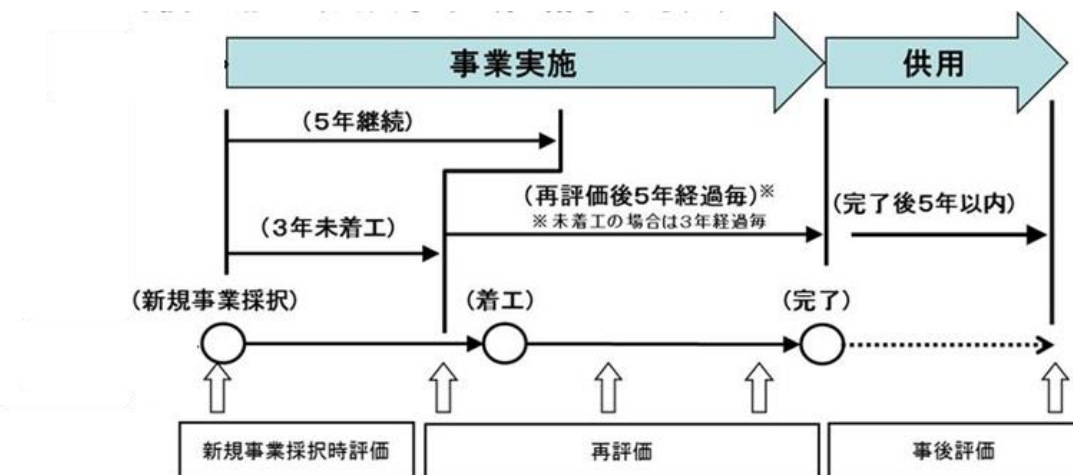 事業実施
供用
(5年継続)
(再評価後5年経過毎)※
※未着工の場合は3年経過毎
(完了後5年以内)
(3年未着工)
(新規事業採択)
(着工)
(完了)
新規事業採択時評価
再評価
事後評価